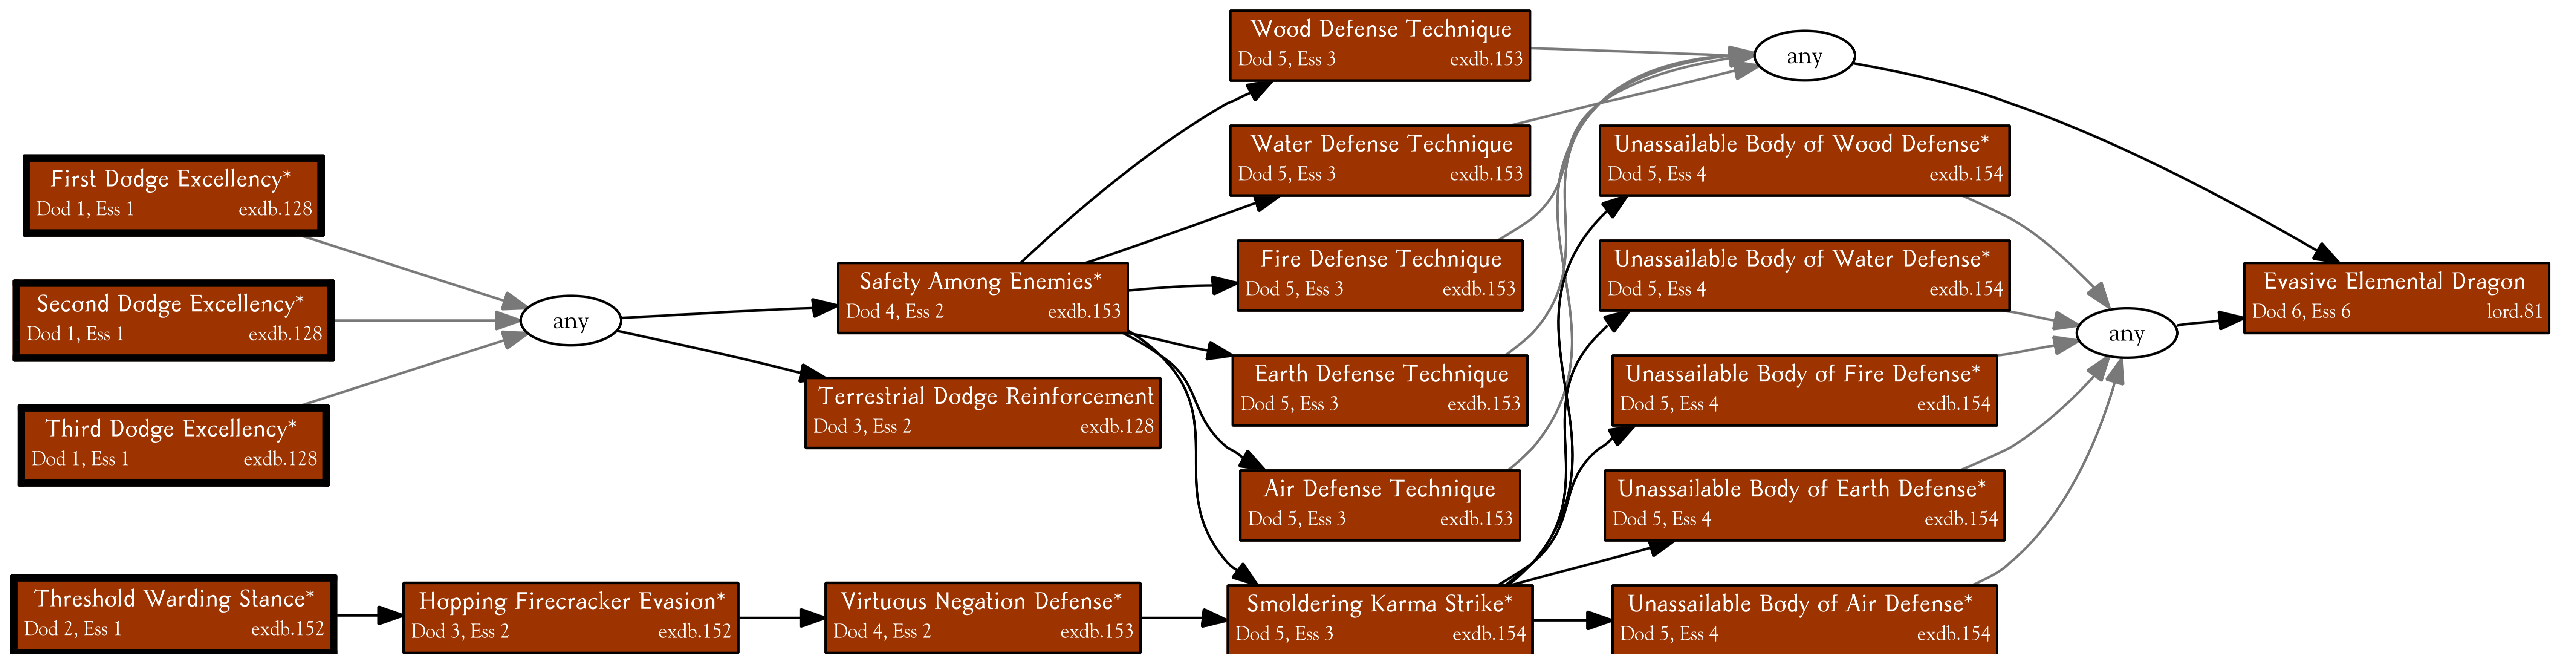 First Dodge Excellency*
Dod 1, Ess 1 exdb.128
Second Dodge Excellency*
Dod 1, Ess 1 exdb.128
Third Dodge Excellency*
Dod 1, Ess 1 exdb.128
Threshold Warding Stance*
Dod 2, Ess 1 exdb.152
Hopping Firecracker Evasion*
Dod 3, Ess 2 exdb.152
any
Safety Among Enemies*
Dod 4, Ess 2 exdb.153
Terrestrial Dodge Reinforcement
Dod 3, Ess 2 exdb.128
Virtuous Negation Defense*
Dod 4, Ess 2 exdb.153
Wood Defense Technique
Dod 5, Ess 3 exdb.153
Water Defense Technique
Dod 5, Ess 3 exdb.153
Fire Defense Technique
Dod 5, Ess 3 exdb.153
Earth Defense Technique
Dod 5, Ess 3 exdb.153
Air Defense Technique
Dod 5, Ess 3 exdb.153
Smoldering Karma Strike*
Dod 5, Ess 3 exdb.154
any
Unassailable Body of Wood Defense*
Dod 5, Ess 4 exdb.154
Unassailable Body of Water Defense*
Dod 5, Ess 4 exdb.154
Unassailable Body of Fire Defense*
Dod 5, Ess 4 exdb.154
Unassailable Body of Earth Defense*
Dod 5, Ess 4 exdb.154
Unassailable Body of Air Defense*
Dod 5, Ess 4 exdb.154
any
Evasive Elemental Dragon
Dod 6, Ess 6 lord.81